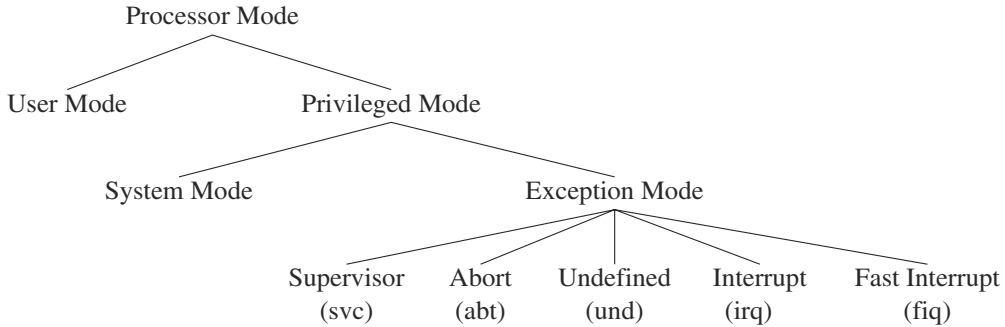 Processor Mode
User Mode
Privileged Mode
System Mode
Exception Mode
Supervisor
(svc)
Abort
(abt)
Undefined
(und)
Interrupt
(irq)
Fast Interrupt
(fiq)